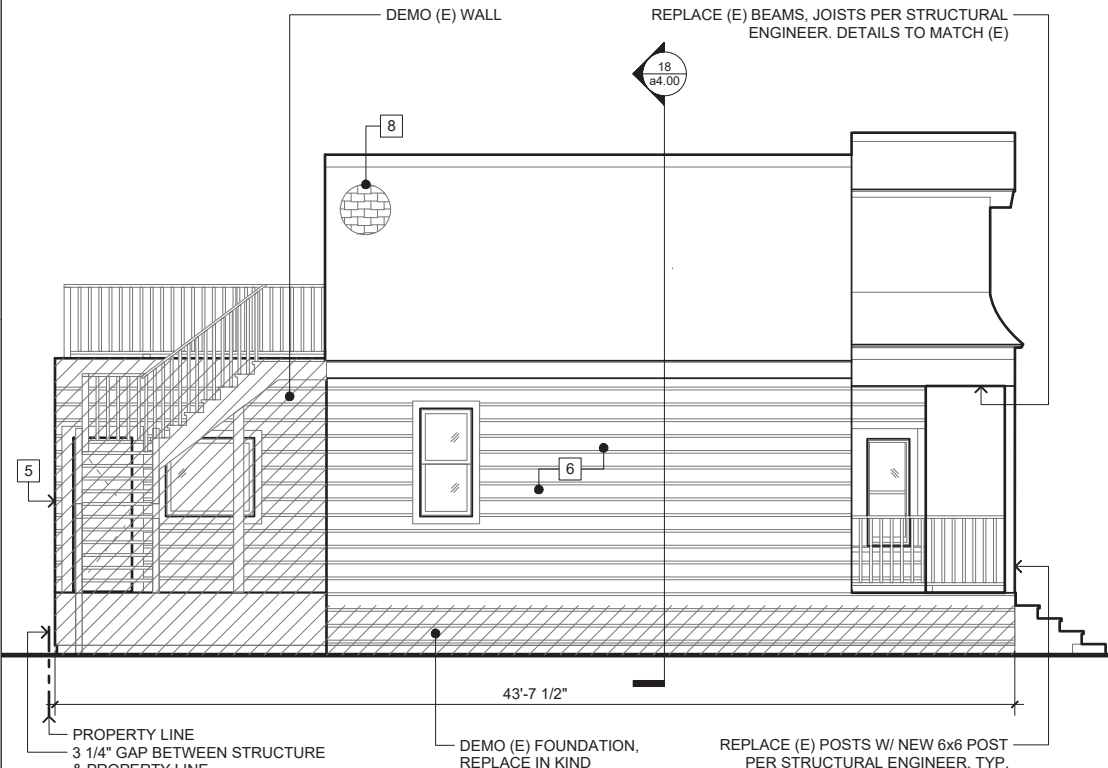 DEMO (E) WALL
REPLACE (E) BEAMS, JOISTS PER STRUCTURAL
ENGINEER. DETAILS TO MATCH (E)
18
a4.00
8
5
6
43'-7 1/2"
PROPERTY LINE
3 1/4" GAP BETWEEN STRUCTURE
& PROPERTY LINE
DEMO (E) FOUNDATION,
REPLACE IN KIND
REPLACE (E) POSTS W/ NEW 6x6 POST
PER STRUCTURAL ENGINEER, TYP.